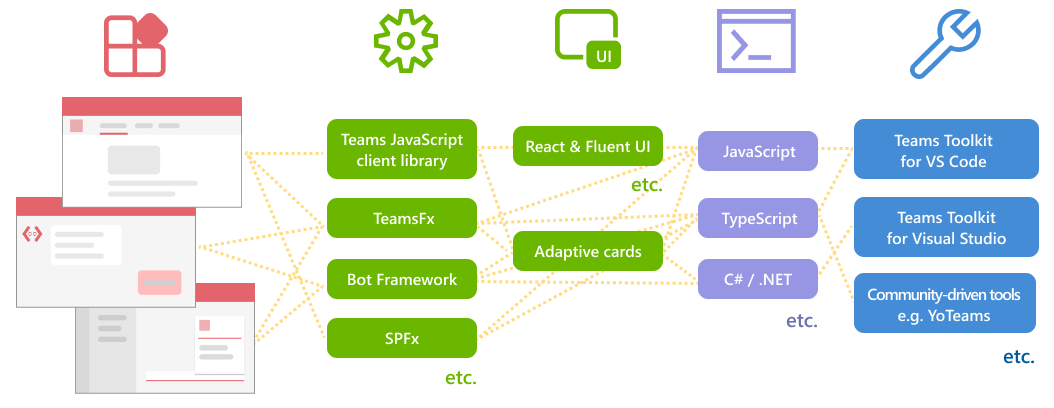 UI
Teams JavaScript
client library
TeamsFx
Bot Framework
SPFx
etc.
React & Fluent UI
etc.
Adaptive cards
JavaScript
TypeScript
C# / .NET
etc.
Teams Toolkit
for VS Code
Teams Toolkit
for Visual Studio
Community-driven tools
e.g. YoTeams
etc.